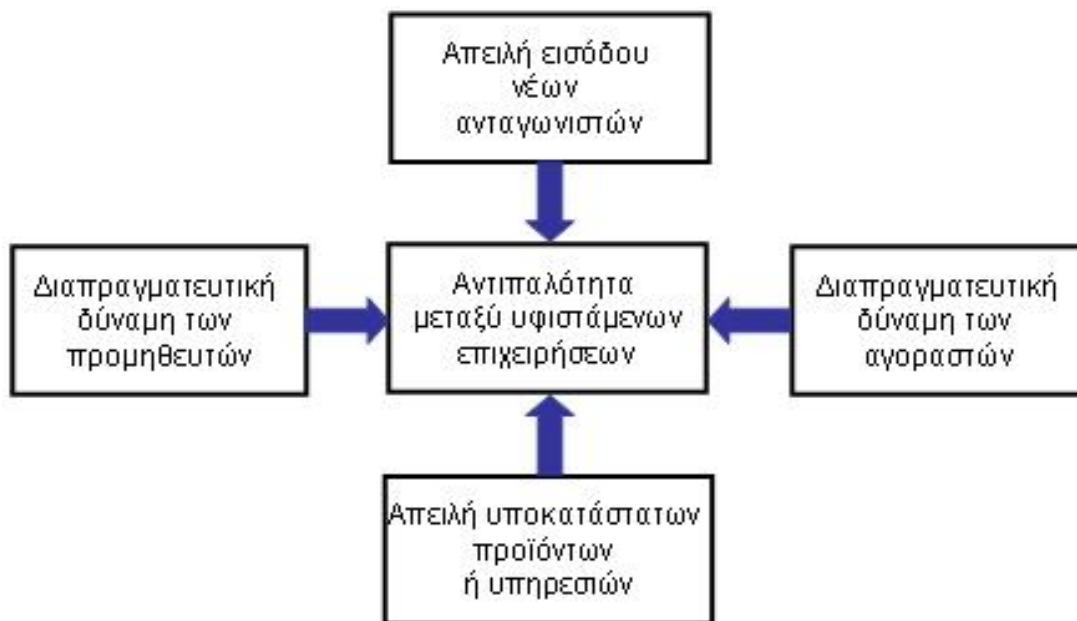 Απειλή εισόδου
νέων
ανταγωνιστών
Διαπραγματευτική
δύναμη των
προμηθευτών
Αντιπαλότητα
μεταξύ υφιστάμενων
επιχειρήσεων
Διαπραγματευτική
δύναμη των
αγοραστών
Απειλή υποκατάστατων
προϊόντων
ή υπηρεσιών